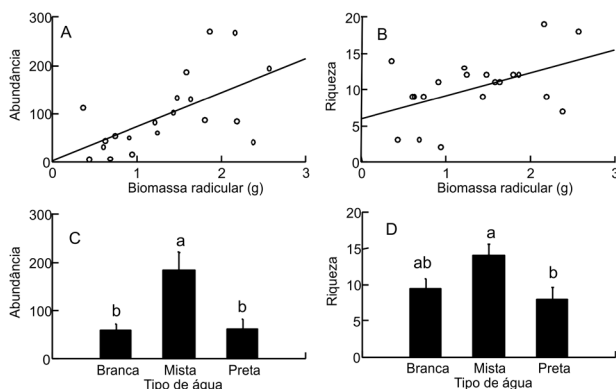 A
Abundância
300
200
100
0
0 1 2 3
Biomassa radicular (g)
B
Riqueza
20
15
10
5
0
0 1 2 3
Biomassa radicular (g)
C
Abundância
300
200
100
0
b a b
Branca Mista Preta
Tipo de água
D
Riqueza
20
15
10
5
0
ab a b
Branca Mista Preta
Tipo de água